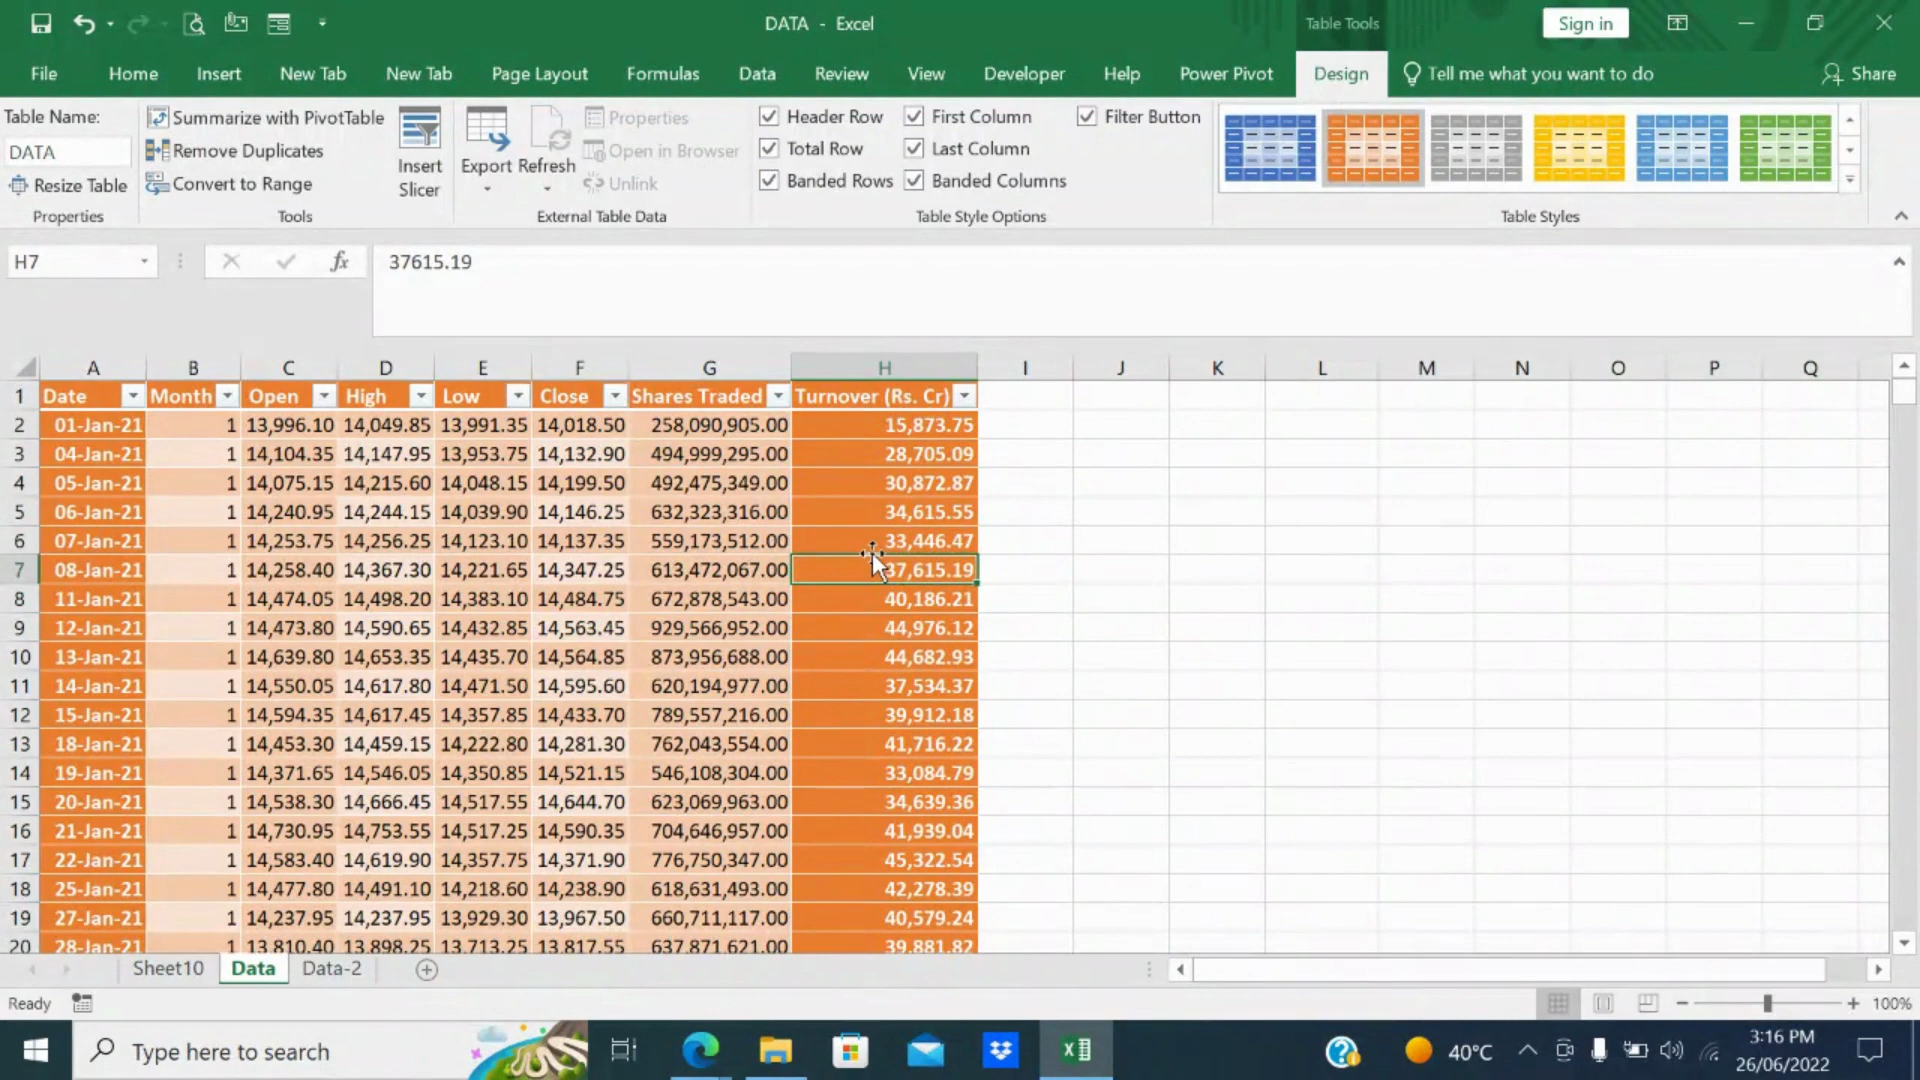 DATA - Excel
Table Tools
Sign in
File Home Insert New Tab New Tab Page Layout Formulas Data Review View Developer Help Power Pivot Design Tell me what you want to do Share
Table Name:
DATA
Resize Table
Properties
Summarize with PivotTable
Remove Duplicates
Convert to Range
Tools
Insert
Slicer
Export
Refresh
Properties
Open in Browser
Unlink
External Table Data
Header Row
First Column
Filter Button
Total Row
Last Column
Banded Rows
Banded Columns
Table Style Options
Table Styles
H7
fx
37615.19
A B C D E F G H I J K L M N O P Q
1 Date Month Open High Low Close Shares Traded Turnover (Rs. Cr)
2 01-Jan-21 1 13,996.10 14,049.85 13,991.35 14,018.50 258,090,905.00 15,873.75
3 04-Jan-21 1 14,104.35 14,147.95 13,953.75 14,132.90 494,999,295.00 28,705.09
4 05-Jan-21 1 14,075.15 14,215.60 14,048.15 14,199.50 492,475,349.00 30,872.87
5 06-Jan-21 1 14,240.95 14,244.15 14,039.90 14,146.25 632,323,316.00 34,615.55
6 07-Jan-21 1 14,253.75 14,256.25 14,123.10 14,137.35 559,173,512.00 33,446.47
7 08-Jan-21 1 14,258.40 14,367.30 14,221.65 14,347.25 613,472,067.00 37,615.19
8 11-Jan-21 1 14,474.05 14,498.20 14,383.10 14,484.75 672,878,543.00 40,186.21
9 12-Jan-21 1 14,473.80 14,590.65 14,432.85 14,563.45 929,566,952.00 44,976.12
10 13-Jan-21 1 14,639.80 14,653.35 14,435.70 14,564.85 873,956,688.00 44,682.93
11 14-Jan-21 1 14,550.05 14,617.80 14,471.50 14,595.60 620,194,977.00 37,534.37
12 15-Jan-21 1 14,594.35 14,617.45 14,357.85 14,433.70 789,557,216.00 39,912.18
13 18-Jan-21 1 14,453.30 14,459.15 14,222.80 14,281.30 762,043,554.00 41,716.22
14 19-Jan-21 1 14,371.65 14,546.05 14,350.85 14,521.15 546,108,304.00 33,084.79
15 20-Jan-21 1 14,538.30 14,666.45 14,517.55 14,644.70 623,069,963.00 34,639.36
16 21-Jan-21 1 14,730.95 14,753.55 14,517.25 14,590.35 704,646,957.00 41,939.04
17 22-Jan-21 1 14,583.40 14,619.90 14,357.75 14,371.90 776,750,347.00 45,322.54
18 25-Jan-21 1 14,477.80 14,491.10 14,218.60 14,238.90 618,631,493.00 42,278.39
19 27-Jan-21 1 14,237.95 14,237.95 13,929.30 13,967.50 660,711,117.00 40,579.24
20 28-Jan-21 1 13,810.40 13,898.25 13,713.25 13,817.55 637,871,621.00 39,881.82
Sheet10 Data Data-2
Ready
100%
Type here to search
40°C
3:16 PM
26/06/2022